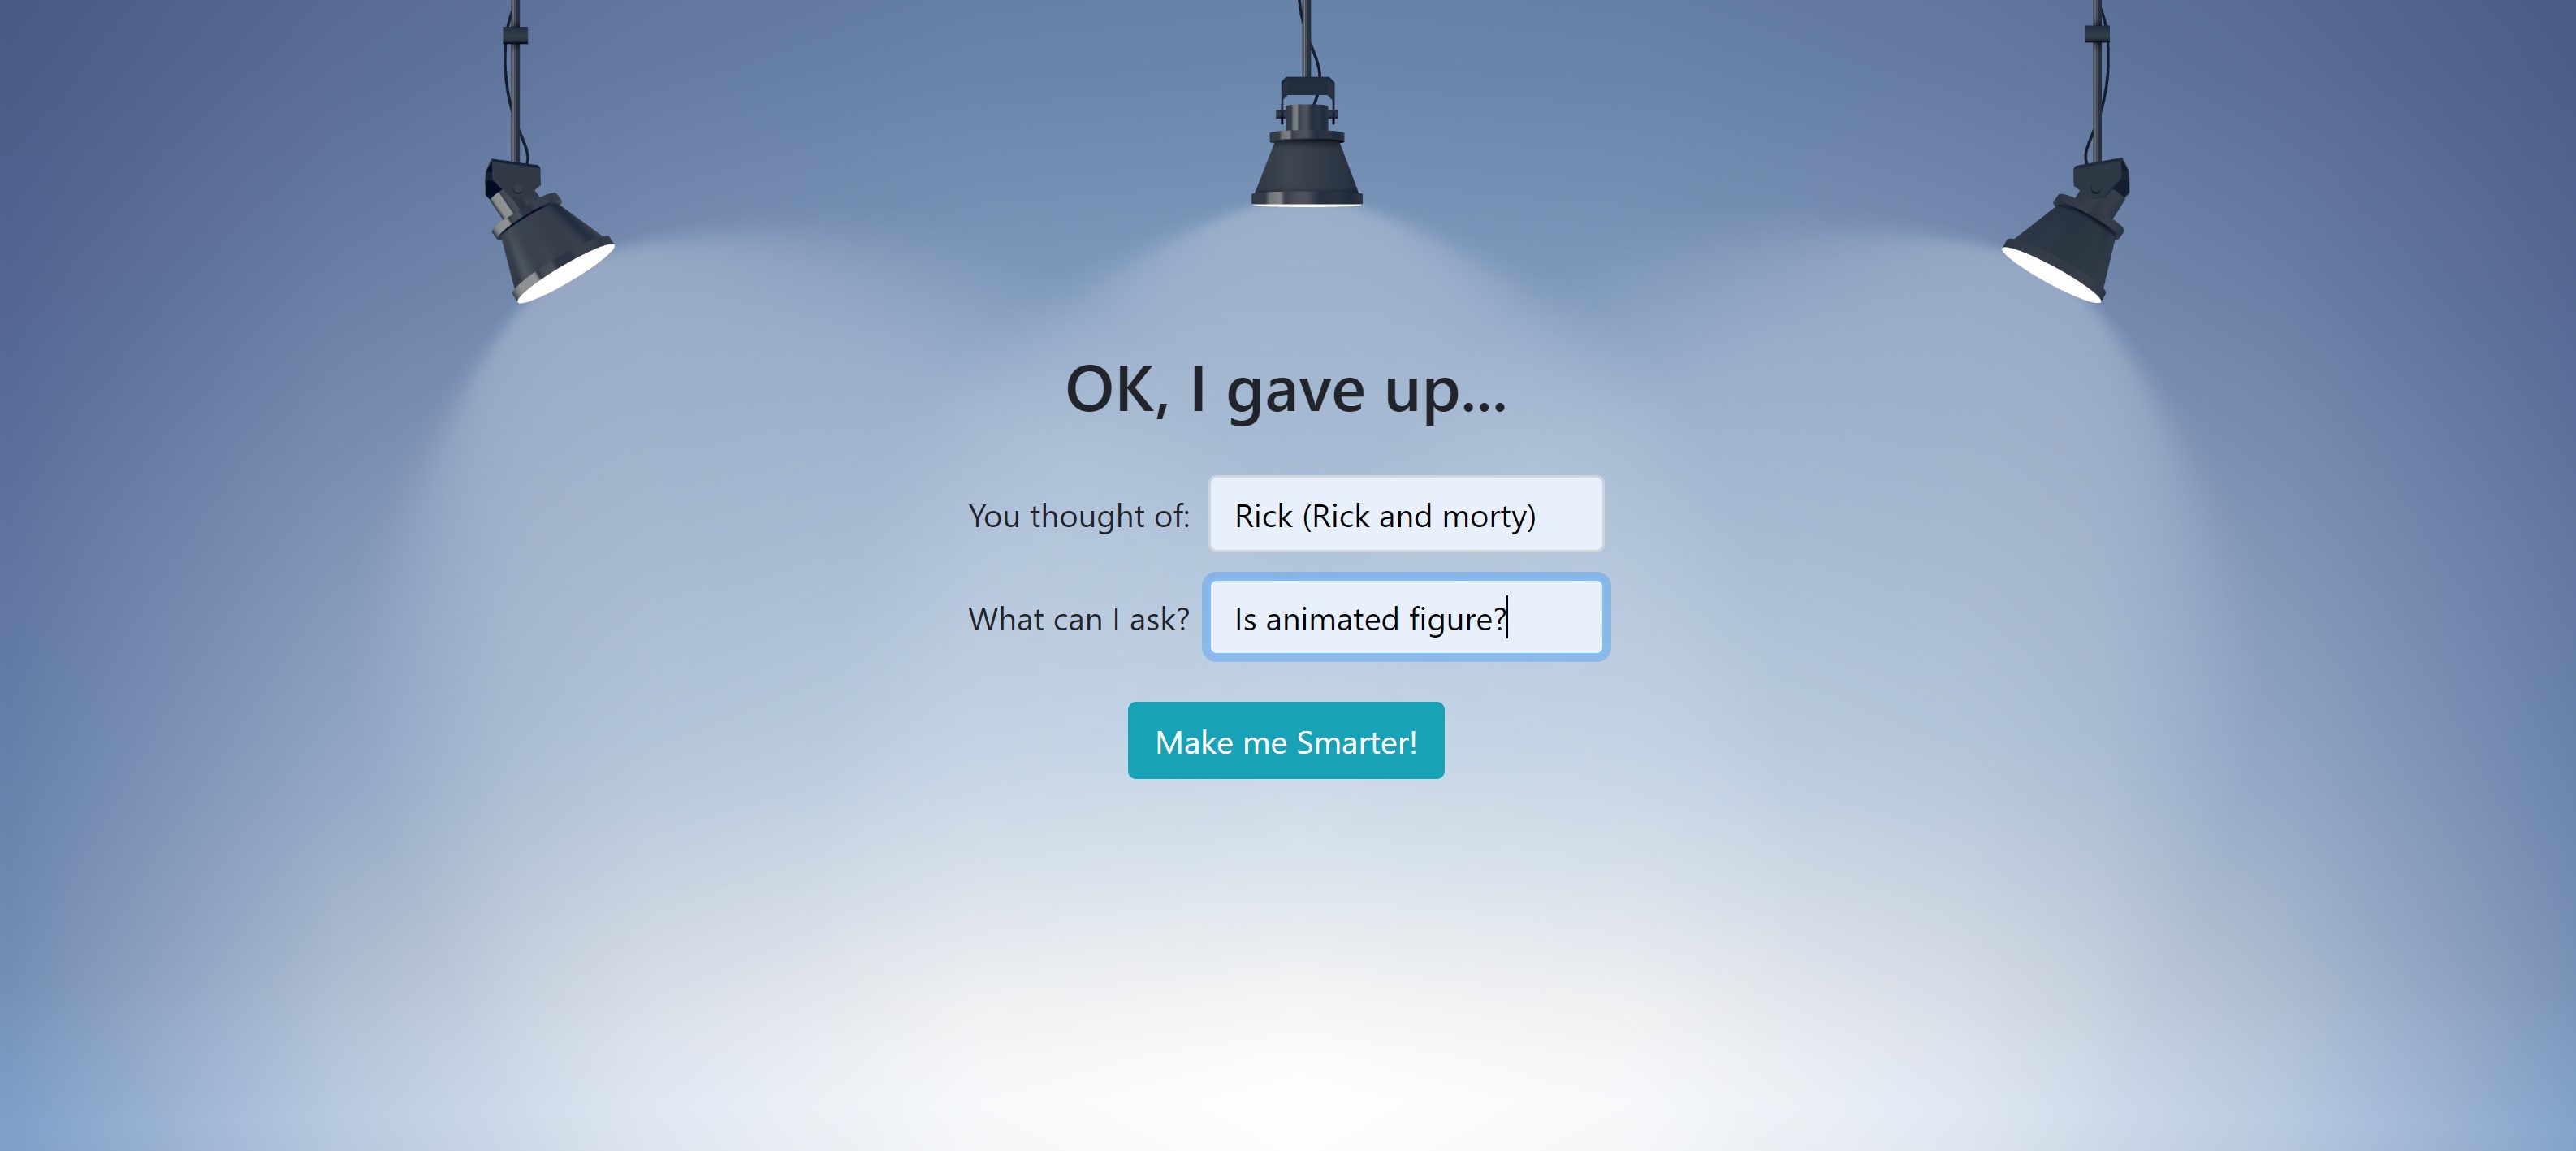 OK, I gave up...
You thought of: Rick (Rick and morty)
What can I ask? Is animated figure?
Make me Smarter!